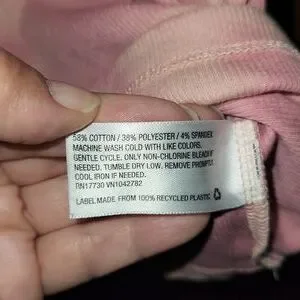 58% COTTON / 38% POLYESTER / 4% SPANDEX
MACHINE WASH COLD WITH LIKE COLORS.
GENTLE CYCLE. ONLY NON-CHLORINE BLEACH IF
NEEDED. TUMBLE DRY LOW. REMOVE PROMPTLY.
COOL IRON IF NEEDED.
RN17730 VN1042782
LABEL MADE FROM 100% RECYCLED PLASTIC